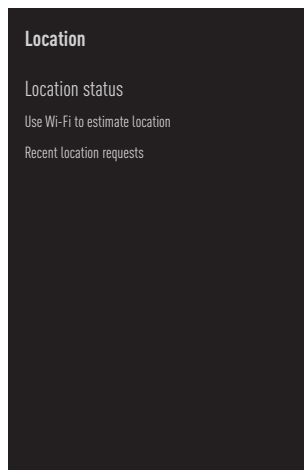 Location
Location status
Use Wi-Fi to estimate location
Recent location requests